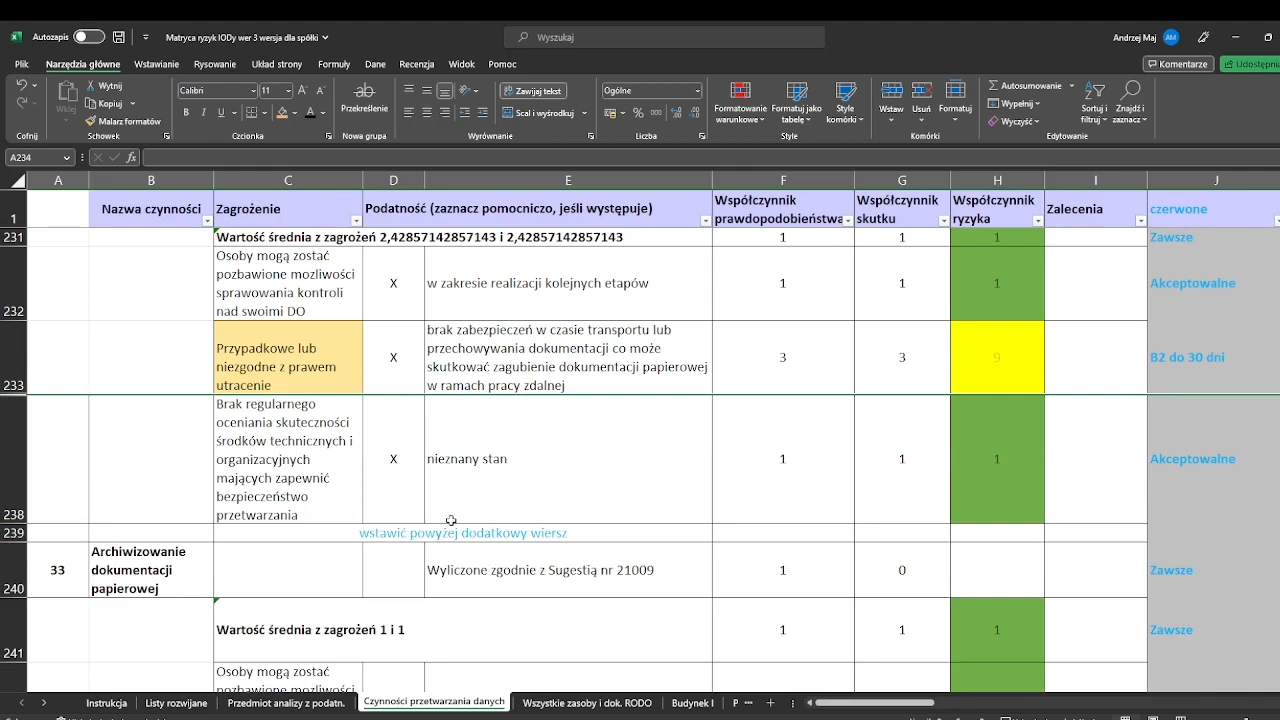 Autozapis
Matryca ryzyk IODy wer 3 wersja dla spółki
Wyszukaj
Andrzej Maj
AM
Plik
Narzędzia główne
Wstawianie
Rysowanie
Układ strony
Formuły
Dane
Recenzja
Widok
Pomoc
Komentarze
Udostępnia
Wklej
Wytnij
Kopiuj
Malarz formatów
Calibri
11
Przekreślenie
Zawijaj tekst
Scal i wyśrodkuj
Ogólne
Formatowanie warunkowe
Formatuj jako tabelę
Style komórki
Wstaw
Usuń
Formatuj
Autosumowanie
Wypełnij
Wyczyść
Sortuj i filtruj
Znajdź i zaznacz
Cofnij
Schowek
Czcionka
Nowa grupa
Wyrównanie
Liczba
Style
Komórki
Edytowanie
A234
A B C D E F G H I J
1
Nazwa czynności
Zagrożenie
Podatność (zaznacz pomocniczo, jeśli występuje)
Współczynnik prawdopodobieństwa
Współczynnik skutku
Współczynnik ryzyka
Zalecenia
czerwone
231
Wartość średnia z zagrożeń 2,42857142857143 i 2,42857142857143
1
1
1
Zawsze
Osoby mogą zostać
pozbawione mozliwości
sprawowania kontroli
nad swoimi DO
X
w zakresie realizacji kolejnych etapów
1
1
1
Akceptowalne
232
Przypadkowe lub
niezgodne z prawem
utracenie
X
brak zabezpieczeń w czasie transportu lub
przechowywania dokumentacji co może
skutkować zagubienie dokumentacji papierowej
w ramach pracy zdalnej
3
3
9
B2 do 30 dni
233
Brak regularnego
oceniania skuteczności
środków technicznych i
organizacyjnych
mających zapewnić
bezpieczeństwo
przetwarzania
X
nieznany stan
1
1
1
Akceptowalne
238
239
wstawić powyżej dodatkowy wiersz
33
Archiwizowanie
dokumentacji
papierowej
Wyliczone zgodnie z Sugestią nr 21009
1
0
Zawsze
240
Wartość średnia z zagrożeń 1 i 1
1
1
1
Zawsze
241
Osoby mogą zostać
pozbawione mozliwości
Instrukcja
Listy rozwijane
Przedmiot analizy z podatn.
Czynności przetwarzania danych
Wszystkie zasoby i dok. RODO
Budynek I
P ...